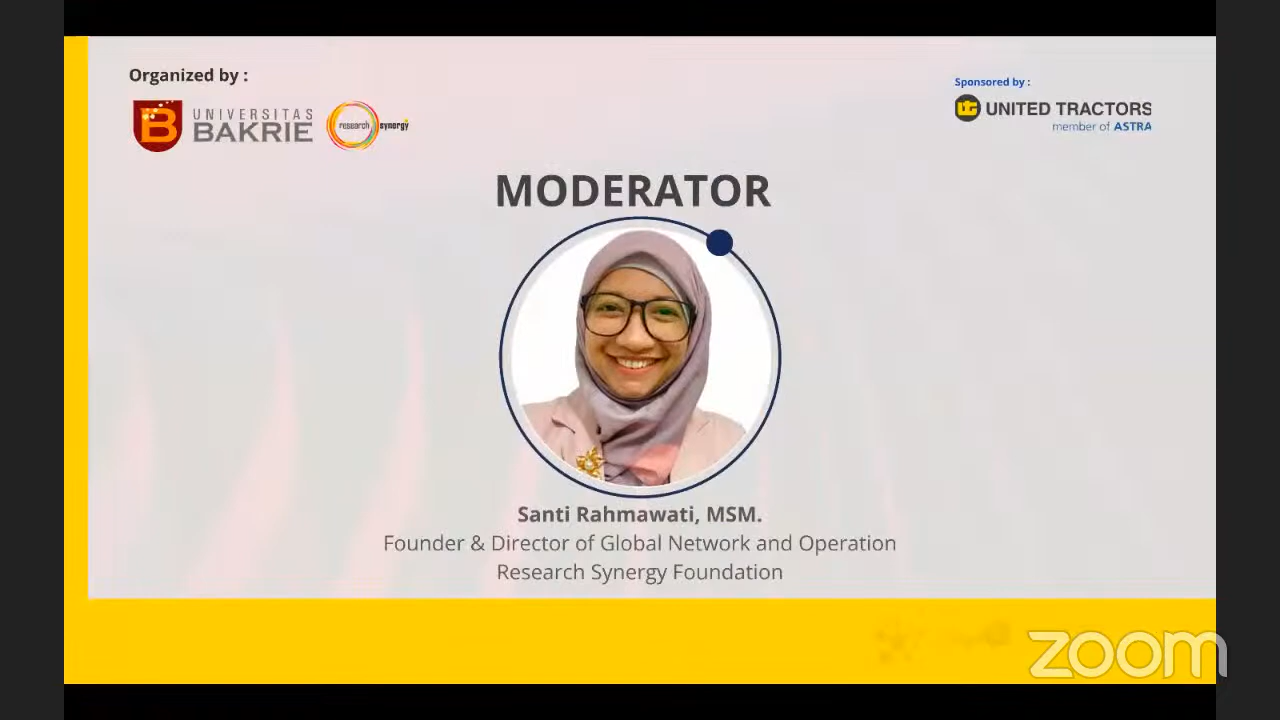 Organized by :
UNIVERSITAS
BAKRIE
research synergy
Sponsored by :
UT UNITED TRACTORS
member of ASTRA
MODERATOR
Santi Rahmawati, MSM.
Founder & Director of Global Network and Operation
Research Synergy Foundation
zoom